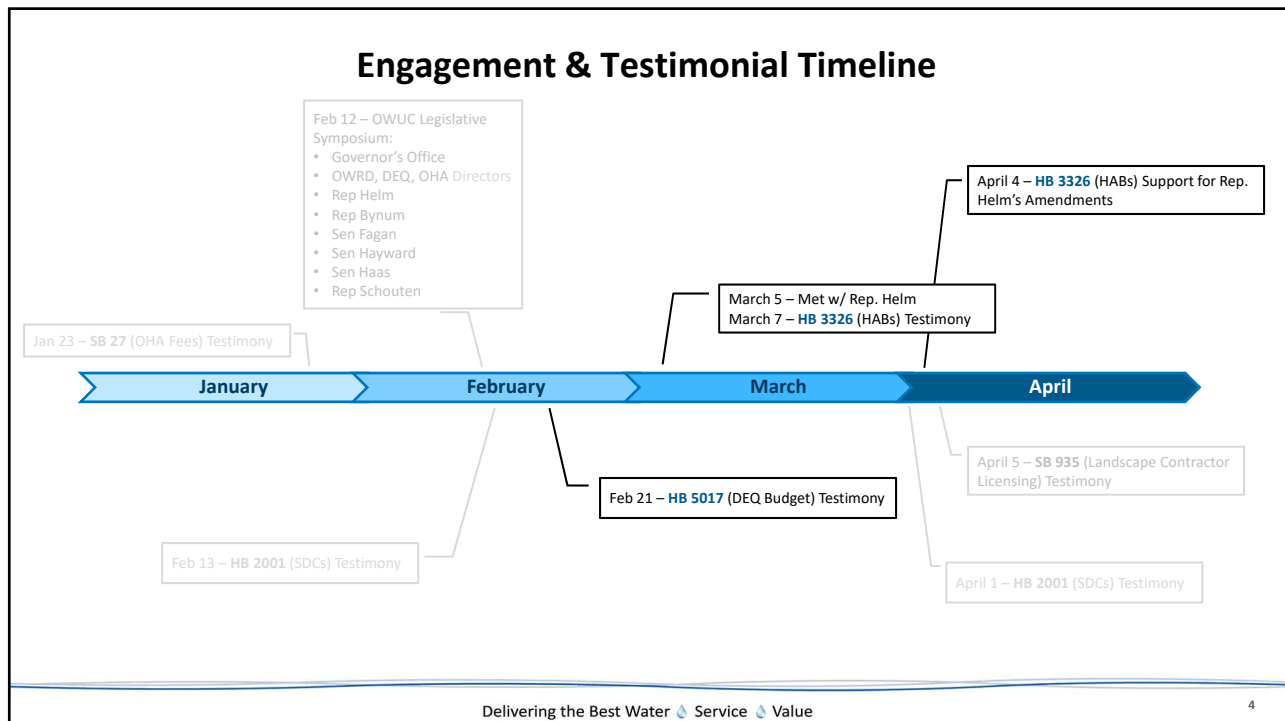 Engagement & Testimonial Timeline
Feb 12 – OWUC Legislative
Symposium:
• Governor's Office
• OWRD, DEQ, OHA Directors
• Rep Helm
• Rep Bynum
• Sen Fagan
• Sen Hayward
• Sen Haas
• Rep Schouten
April 4 – HB 3326 (HABs) Support for Rep.
Helm's Amendments
March 5 – Met w/ Rep. Helm
March 7 – HB 3326 (HABs) Testimony
Jan 23 – SB 27 (OHA Fees) Testimony
January
February
March
April
April 5 – SB 935 (Landscape Contractor
Licensing) Testimony
Feb 21 – HB 5017 (DEQ Budget) Testimony
Feb 13 – HB 2001 (SDCs) Testimony
April 1 – HB 2001 (SDCs) Testimony
Delivering the Best Water Service Value
4